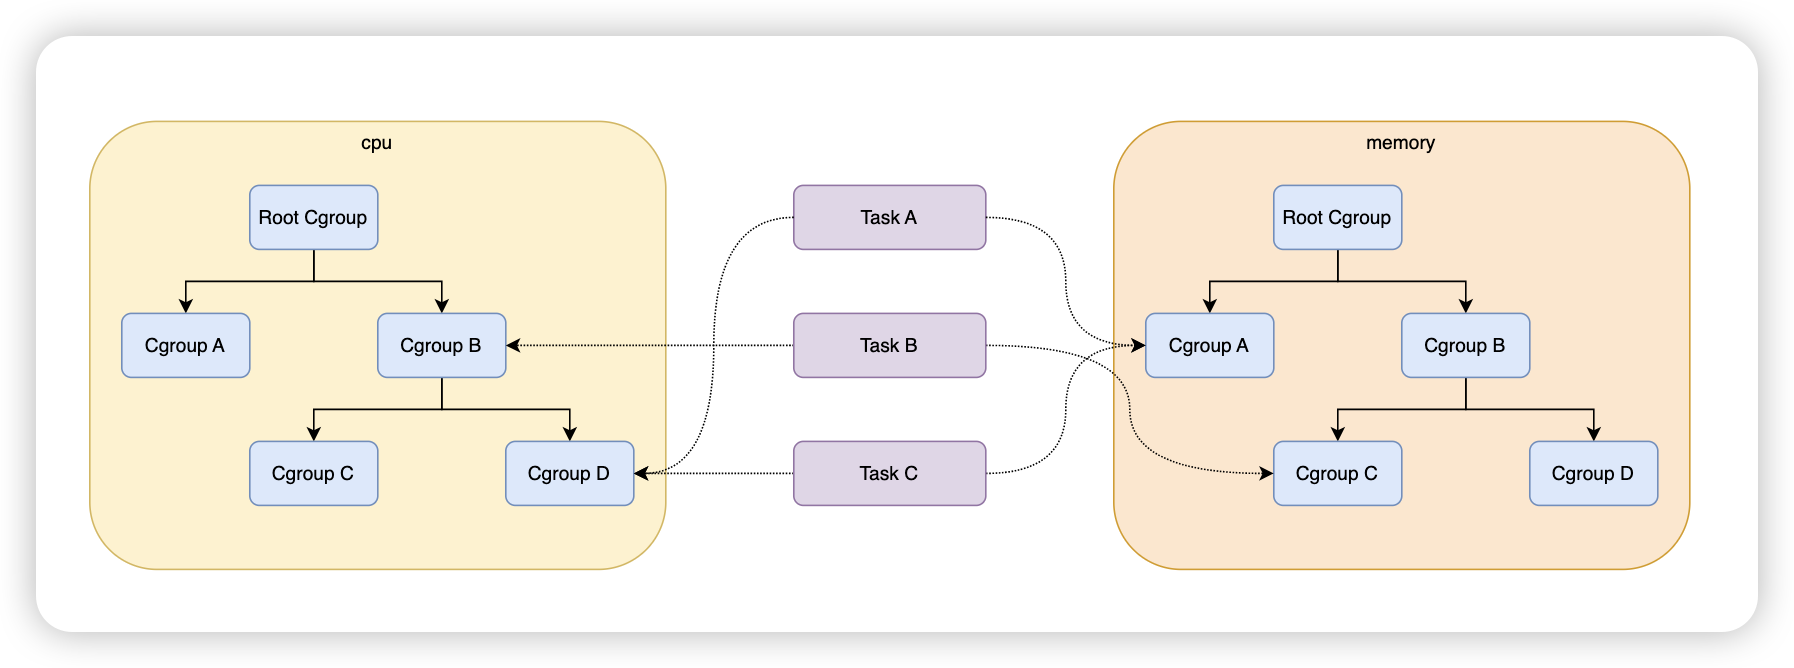 cpu
Root Cgroup
Cgroup A
Cgroup B
Cgroup C
Cgroup D
Task A
Task B
Task C
memory
Root Cgroup
Cgroup A
Cgroup B
Cgroup C
Cgroup D